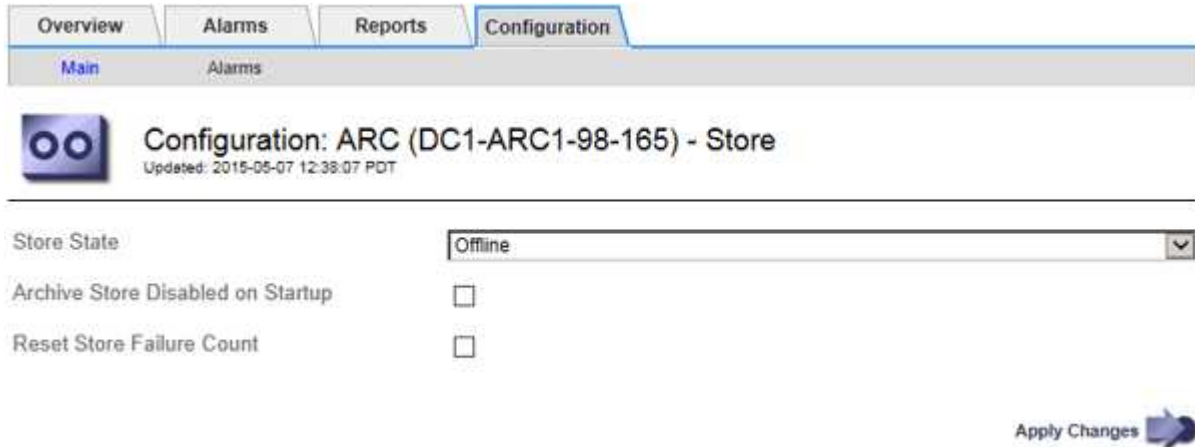 Overview Alarms Reports Configuration
Main Alarms
Configuration: ARC (DC1-ARC1-98-165) - Store
Updated: 2015-05-07 12:38:07 PDT
Store State Offline
Archive Store Disabled on Startup
Reset Store Failure Count
Apply Changes